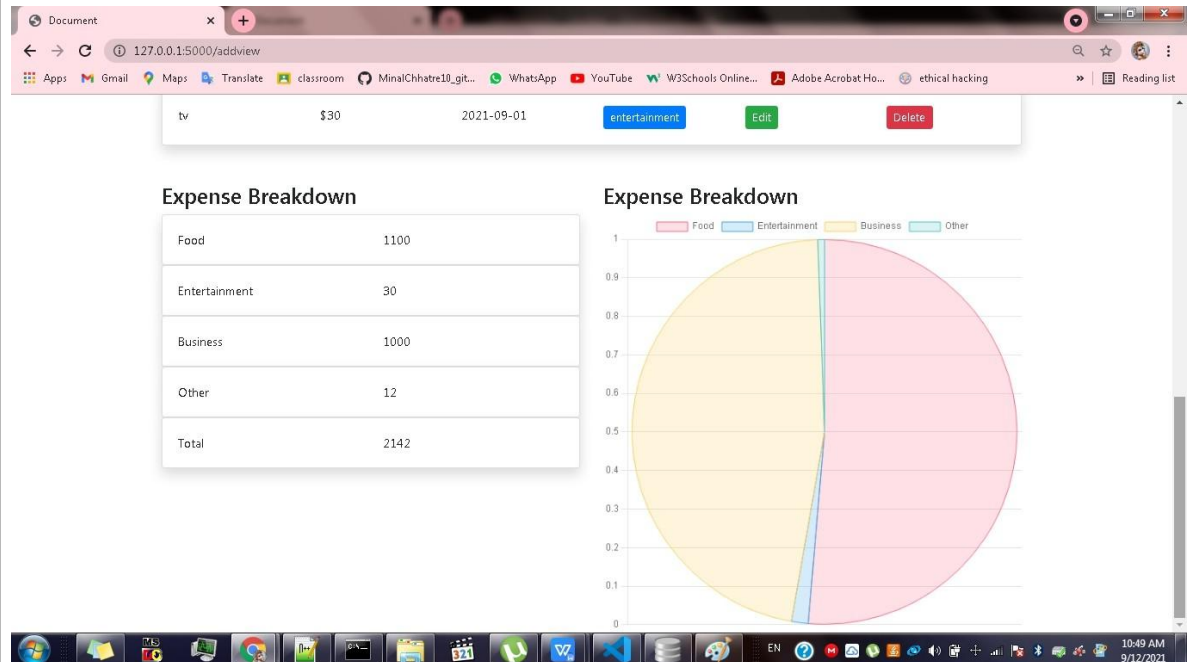 Document
127.0.0.1:5000/addview
Apps Gmail Maps Translate classroom MinalChhatre10_git... WhatsApp YouTube W3Schools Online... Adobe Acrobat Ho... ethical hacking » Reading list
tv $30 2021-09-01 entertainment Edit Delete
Expense Breakdown
Food 1100
Entertainment 30
Business 1000
Other 12
Total 2142
Expense Breakdown
Food Entertainment Business Other
1
0.9
0.8
0.7
0.6
0.5
0.4
0.3
0.2
0.1
0
EN 10:49 AM
9/12/2021